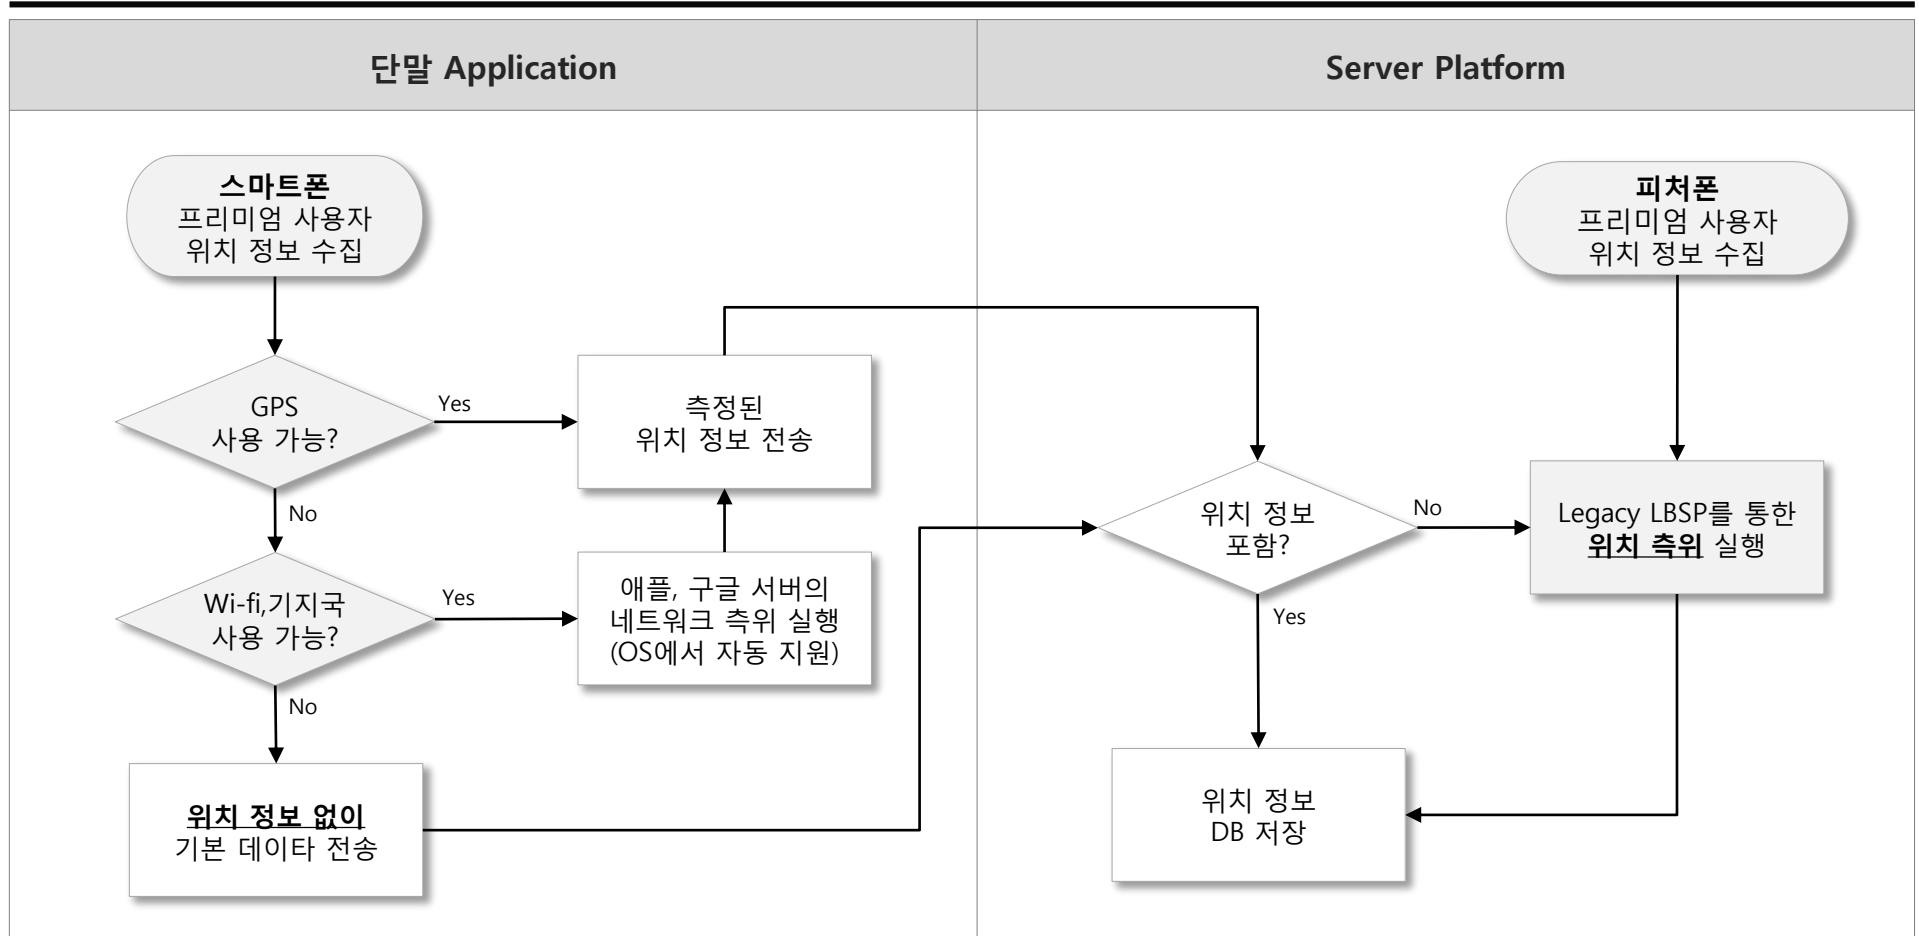 단말 Application
Server Platform
스마트폰
프리미엄 사용자
위치 정보 수집
피처폰
프리미엄 사용자
위치 정보 수집
GPS
사용 가능?
Yes
측정된
위치 정보 전송
No
위치 정보
포함?
No
Legacy LBSP를 통한
위치 측위 실행
Wi-fi,기지국
사용 가능?
Yes
애플, 구글 서버의
네트워크 측위 실행
(OS에서 자동 지원)
Yes
No
위치 정보 없이
기본 데이타 전송
위치 정보
DB 저장